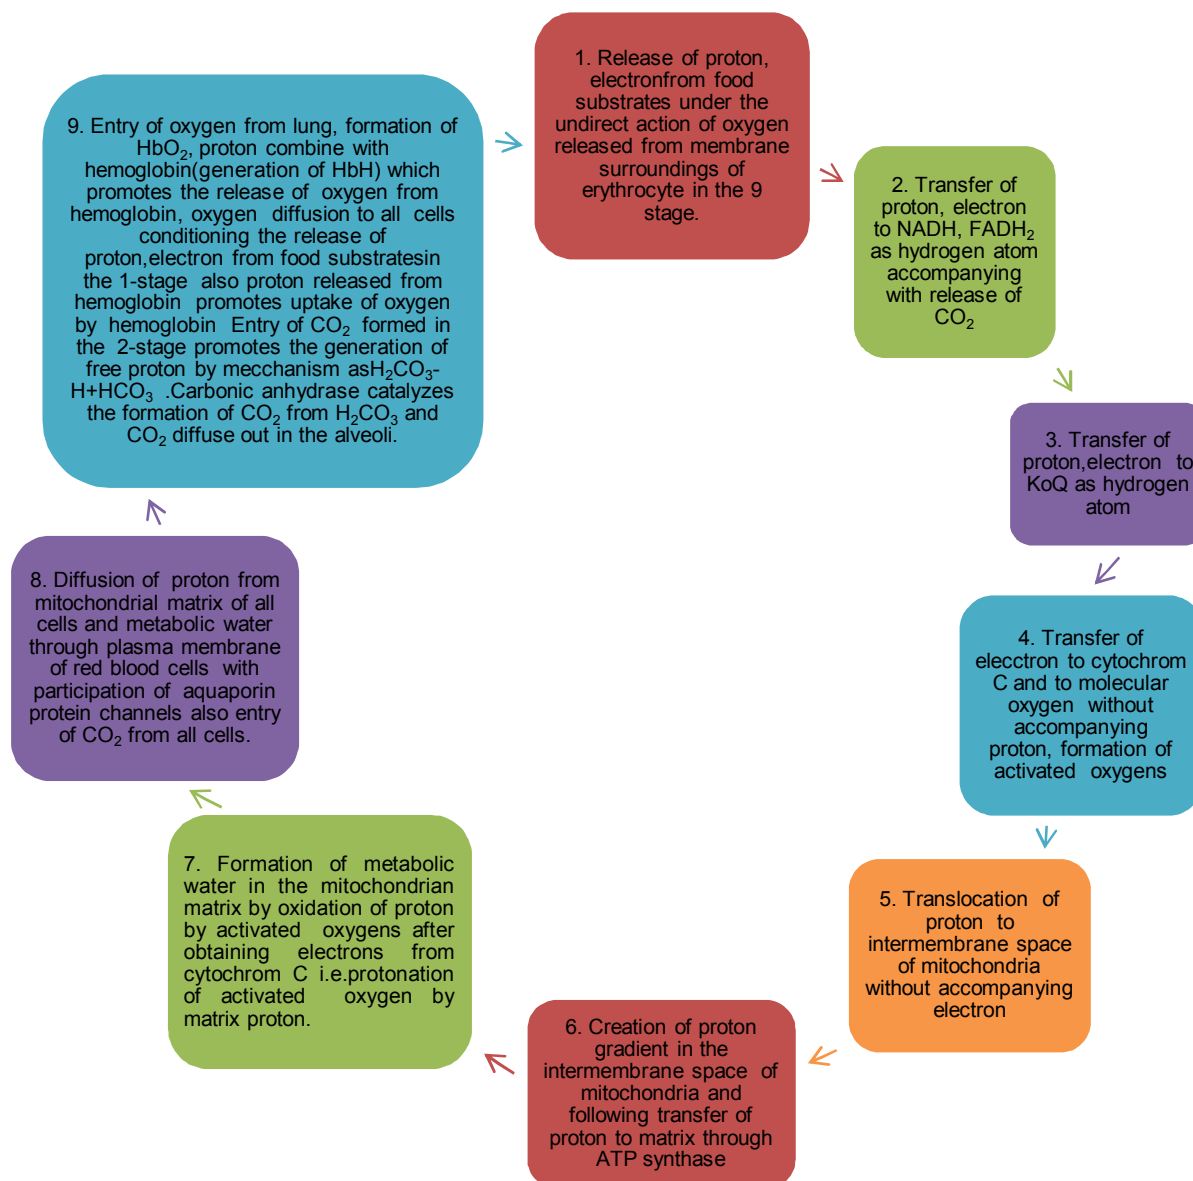 1. Release of proton,
electronfrom food
substrates under the
undirect action of oxygen
released from membrane
surroundings of
erythrocyte in the 9
stage.
2. Transfer of
proton, electron
to NADH, FADH₂
as hydrogen atom
accompanying
with release of
CO₂
3. Transfer of
proton,electron to
KoQ as hydrogen
atom
4. Transfer of
elecctron to cytochrom
C and to molecular
oxygen without
accompanying
proton, formation of
activated oxygens
5. Translocation of
proton to
intermembrane space
of mitochondria
without accompanying
electron
6. Creation of proton
gradient in the
intermembrane space of
mitochondria and
following transfer of
proton to matrix through
ATP synthase
7. Formation of metabolic
water in the mitochondrian
matrix by oxidation of proton
by activated oxygens after
obtaining electrons from
cytochrom C i.e.protonation
of activated oxygen by
matrix proton.
8. Diffusion of proton from
mitochondrial matrix of all
cells and metabolic water
through plasma membrane
of red blood cells with
participation of aquaporin
protein channels also entry
of CO₂ from all cells.
9. Entry of oxygen from lung, formation of
HbO₂, proton combine with
hemoglobin(generation of HbH) which
promotes the release of oxygen from
hemoglobin, oxygen diffusion to all cells
conditioning the release of
proton,electron from food substratesin
the 1-stage also proton released from
hemoglobin promotes uptake of oxygen
by hemoglobin Entry of CO₂ formed in
the 2-stage promotes the generation of
free proton by mecchanism asH₂CO₃-
H+HCO₃ .Carbonic anhydrase catalyzes
the formation of CO₂ from H₂CO₃ and
CO₂ diffuse out in the alveoli.